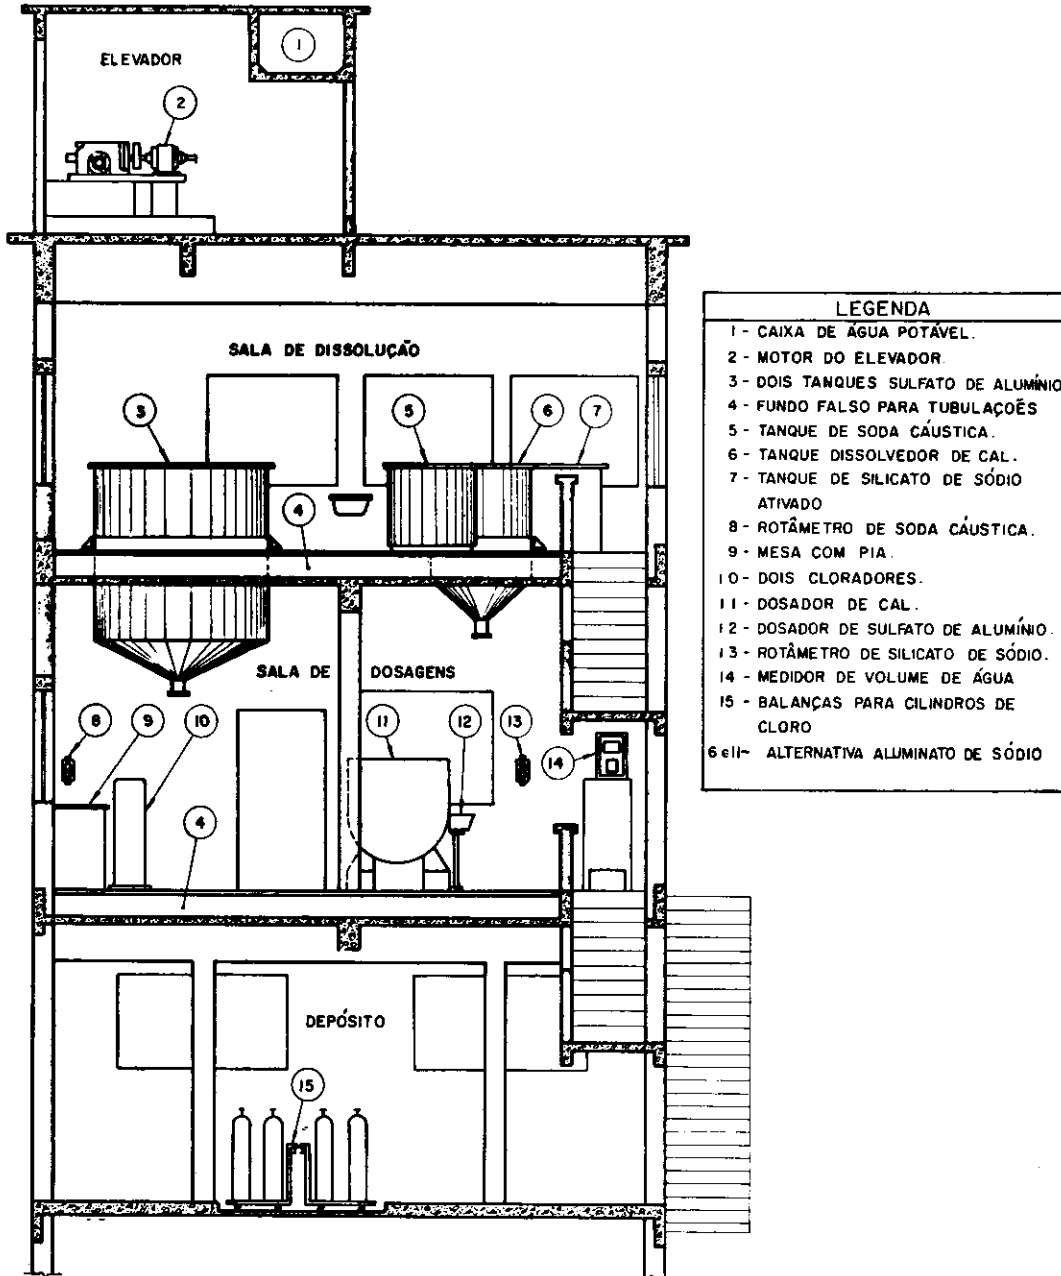 ELEVADOR
1
2
SALA DE DISSOLUÇÃO
3
5
6
7
4
SALA DE DOSAGENS
8
9
10
11
12
13
14
4
DEPÓSITO
15
LEGENDA
1 - CAIXA DE ÁGUA POTÁVEL.
2 - MOTOR DO ELEVADOR
3 - DOIS TANQUES SULFATO DE ALUMÍNIO
4 - FUNDO FALSO PARA TUBULAÇOẼS
5 - TANQUE DE SODA CÁUSTICA.
6 - TANQUE DISSOLVEDOR DE CAL.
7 - TANQUE DE SILICATO DE SÓDIO
ATIVADO
8 - ROTÂMETRO DE SODA CÁUSTICA.
9 - MESA COM PIA.
10 - DOIS CLORADORES.
11 - DOSADOR DE CAL.
12 - DOSADOR DE SULFATO DE ALUMÍNIO.
13 - ROTÂMETRO DE SILICATO DE SÓDIO.
14 - MEDIDOR DE VOLUME DE ÁGUA
15 - BALANÇAS PARA CILINDROS DE
CLORO
6 e 11 - ALTERNATIVA ALUMINATO DE SÓDIO